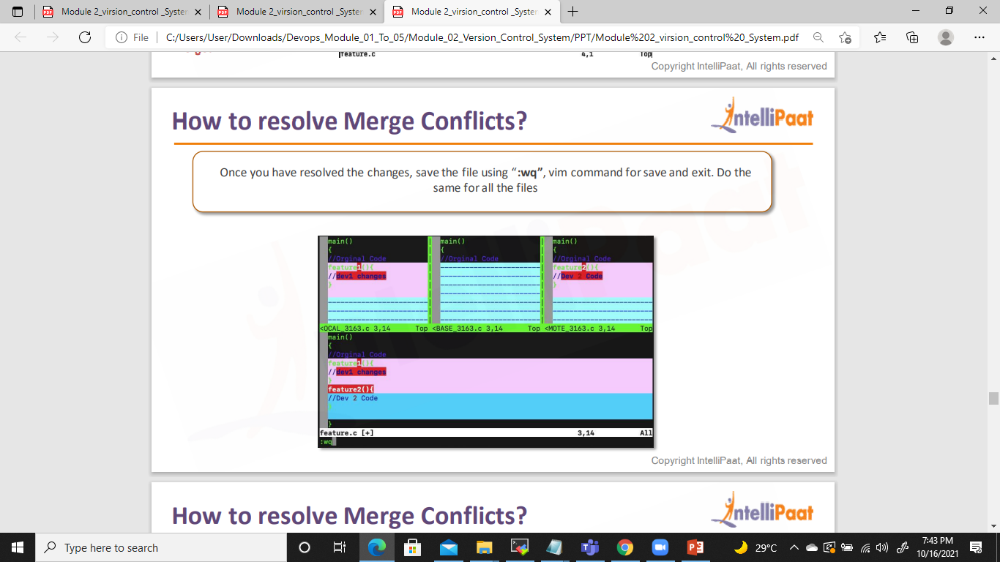 Module 2_virsion_control _System
Module 2_virsion_control _System
Module 2_virsion_control _System
File
C:/Users/User/Downloads/Devops_Module_01_To_05/Module_02_Version_Control_System/PPT/Module%202_virsion_control%20_System.pdf
feature.c 4,1 Top
Copyright IntelliPaat, All rights reserved
How to resolve Merge Conflicts?
IntelliPaat
Once you have resolved the changes, save the file using “:wq”, vim command for save and exit. Do the
same for all the files
main() main() main()
{ { {
//Orginal Code //Orginal Code //Orginal Code
feature1(){ feature2(){
//dev1 changes //Dev 2 Code
} }
<OCAL_3163.c 3,14 Top <BASE_3163.c 3,14 Top <MOTE_3163.c 3,14 Top
main()
{
//Orginal Code
feature1(){
//dev1 changes
}
feature2(){
//Dev 2 Code
}
}
feature.c [+] 3,14 All
:wq
Copyright IntelliPaat, All rights reserved
How to resolve Merge Conflicts?
IntelliPaat
Type here to search
29°C
7:43 PM
10/16/2021